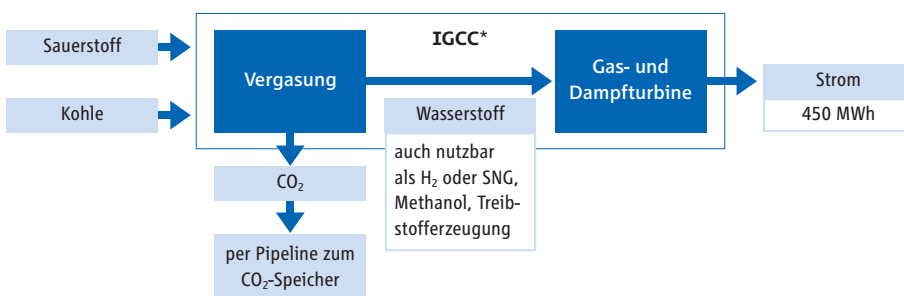 IGCC*
Sauerstoff
Kohle
Vergasung
Gas- und
Dampfturbine
Strom
450 MWh
Wasserstoff
auch nutzbar
als H₂ oder SNG,
Methanol, Treib-
stofferzeugung
CO₂
per Pipeline zum
CO₂-Speicher